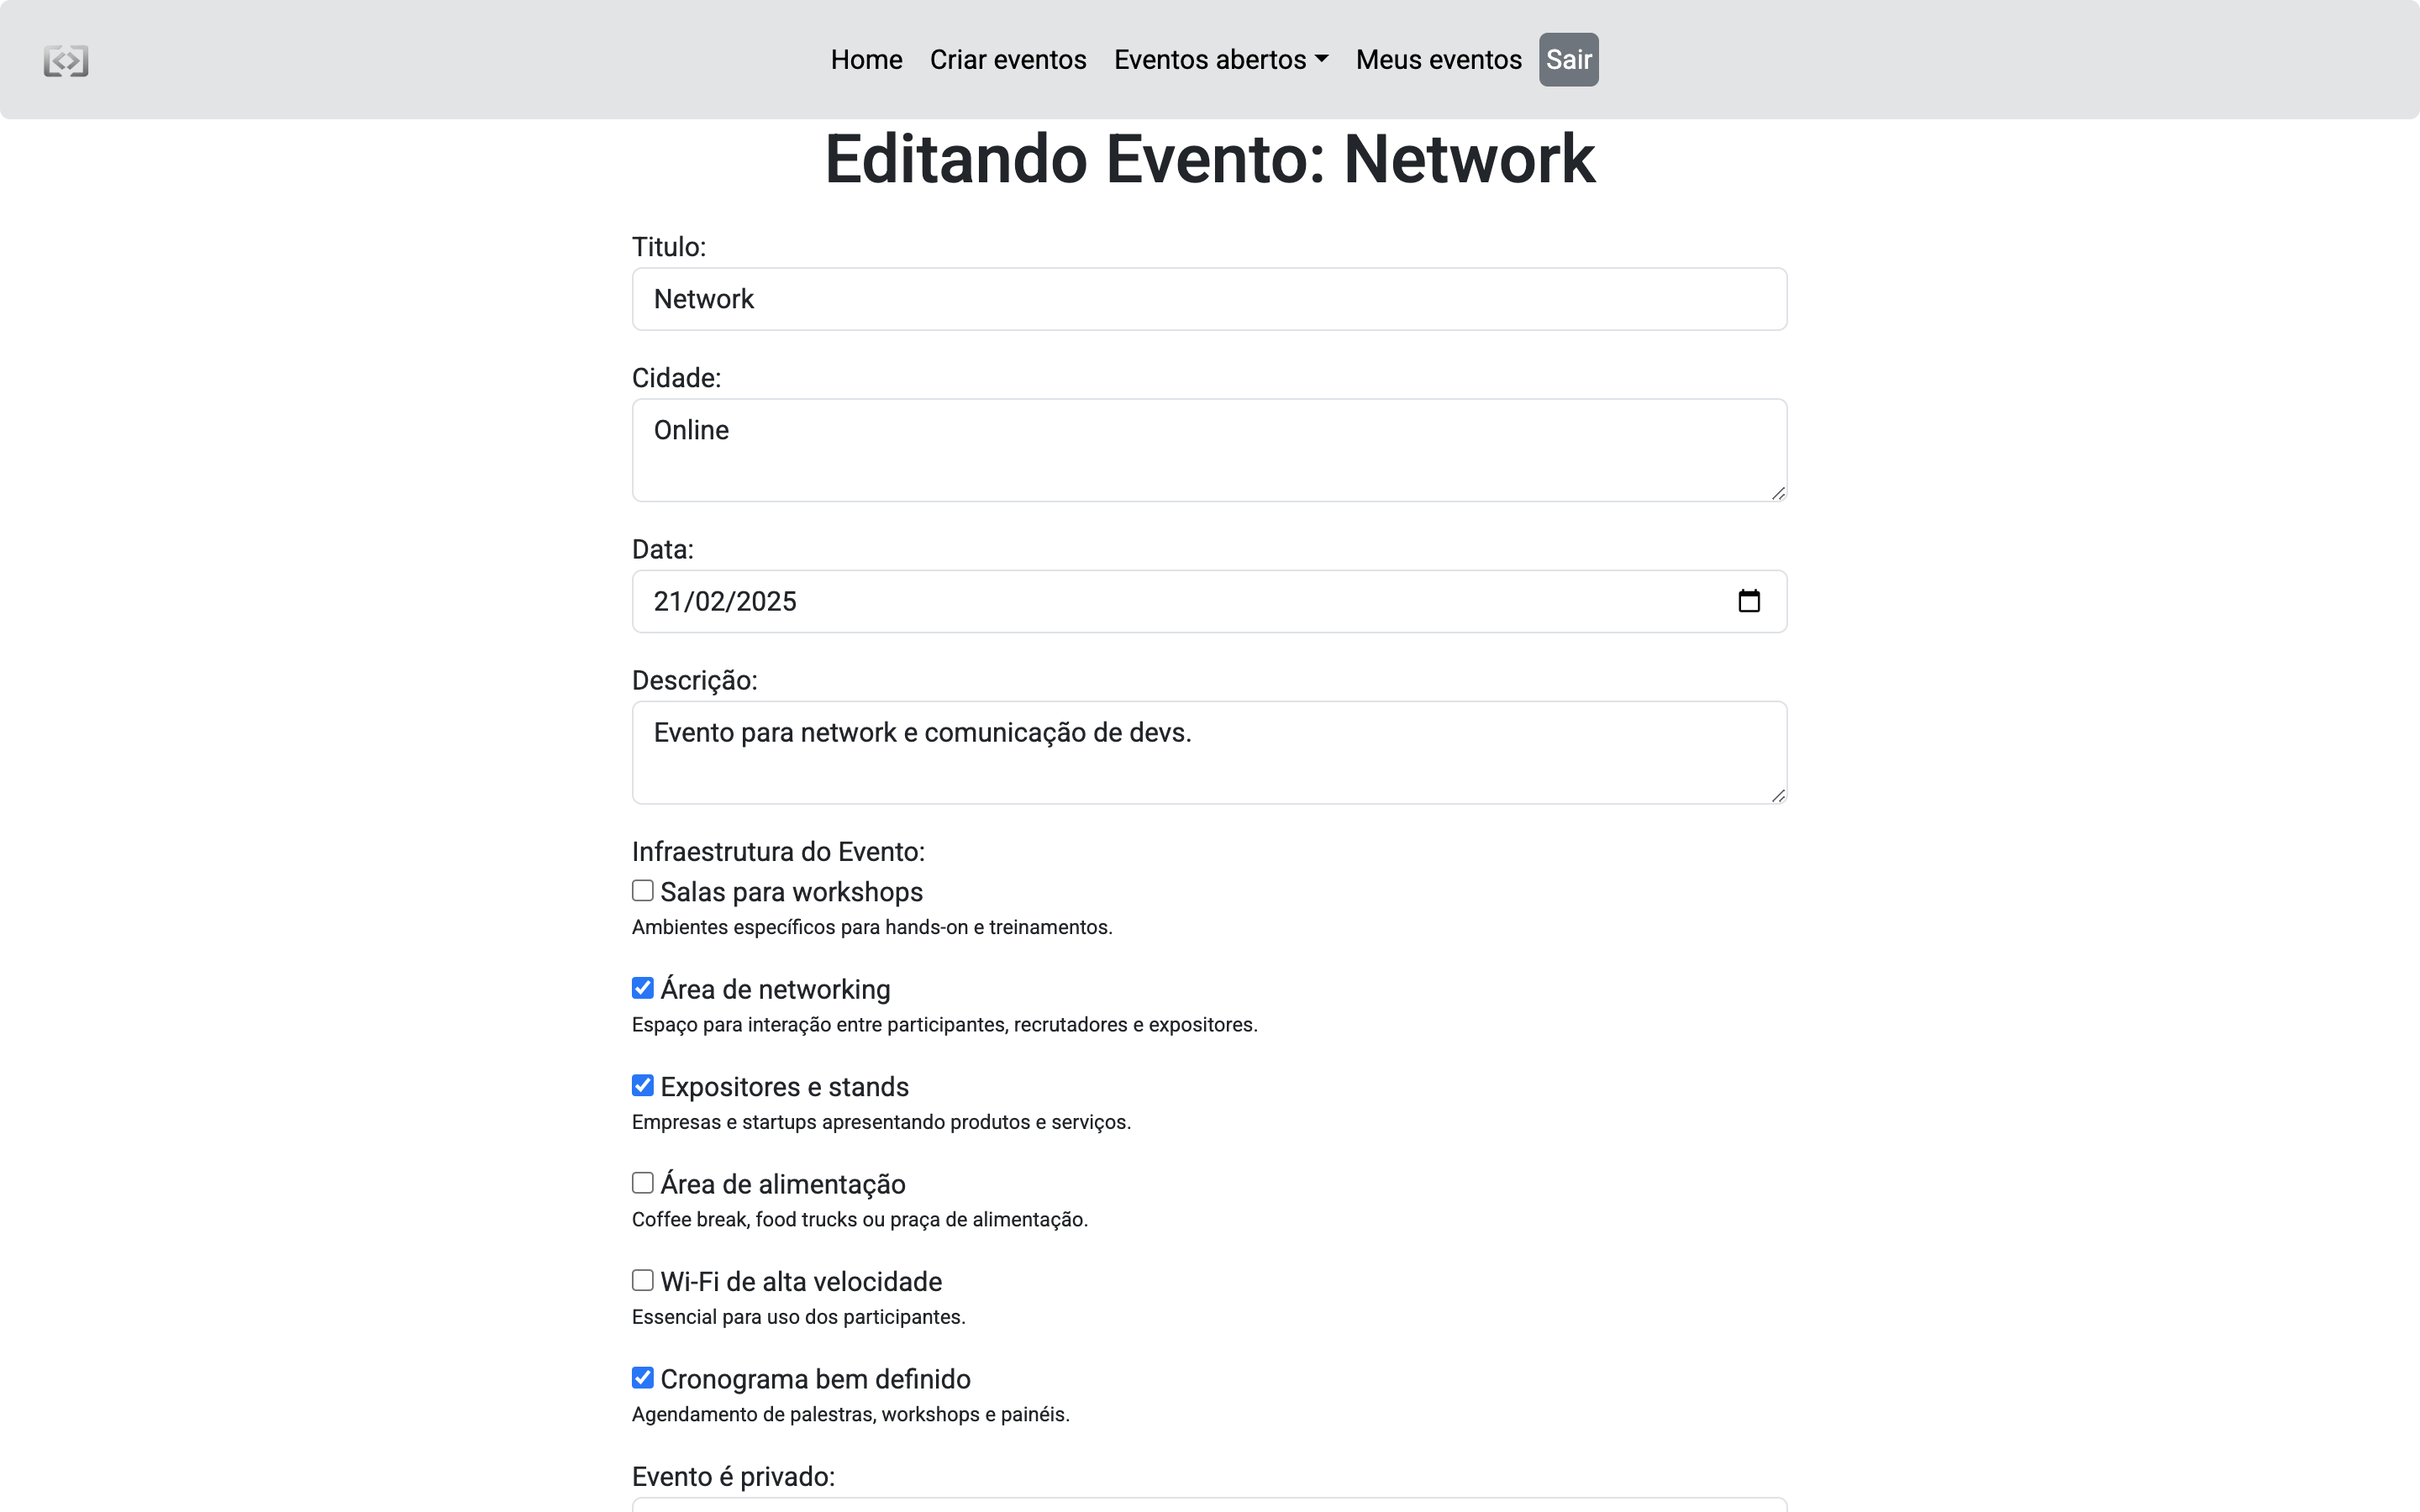 Home Criar eventos Eventos abertos Meus eventos Sair
Editando Evento: Network
Titulo:
Network
Cidade:
Online
Data:
21/02/2025
Descrição:
Evento para network e comunicação de devs.
Infraestrutura do Evento:
Salas para workshops
Ambientes específicos para hands-on e treinamentos.
Área de networking
Espaço para interação entre participantes, recrutadores e expositores.
Expositores e stands
Empresas e startups apresentando produtos e serviços.
Área de alimentação
Coffee break, food trucks ou praça de alimentação.
Wi-Fi de alta velocidade
Essencial para uso dos participantes.
Cronograma bem definido
Agendamento de palestras, workshops e painéis.
Evento é privado: